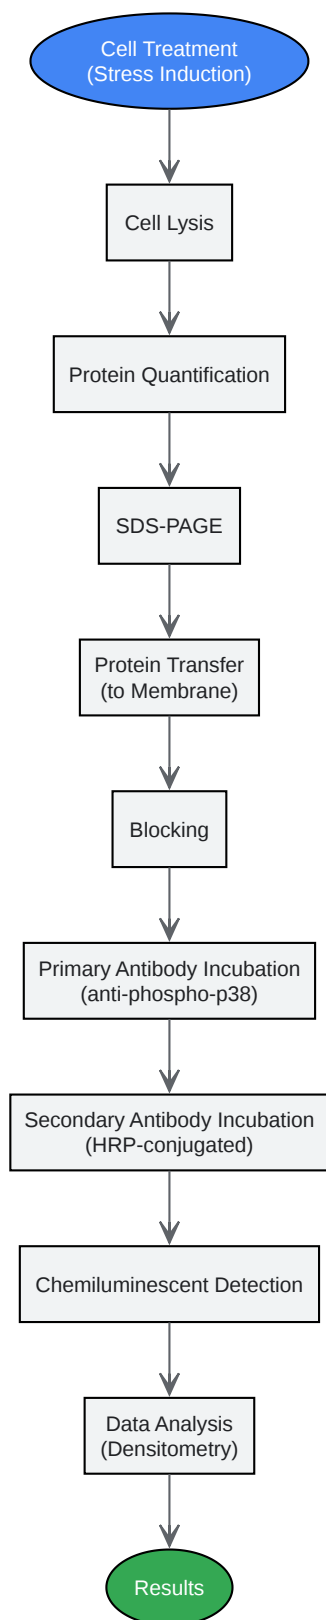 Cell Treatment
(Stress Induction)
Cell Lysis
Protein Quantification
SDS-PAGE
Protein Transfer
(to Membrane)
Blocking
Primary Antibody Incubation
(anti-phospho-p38)
Secondary Antibody Incubation
(HRP-conjugated)
Chemiluminescent Detection
Data Analysis
(Densitometry)
Results